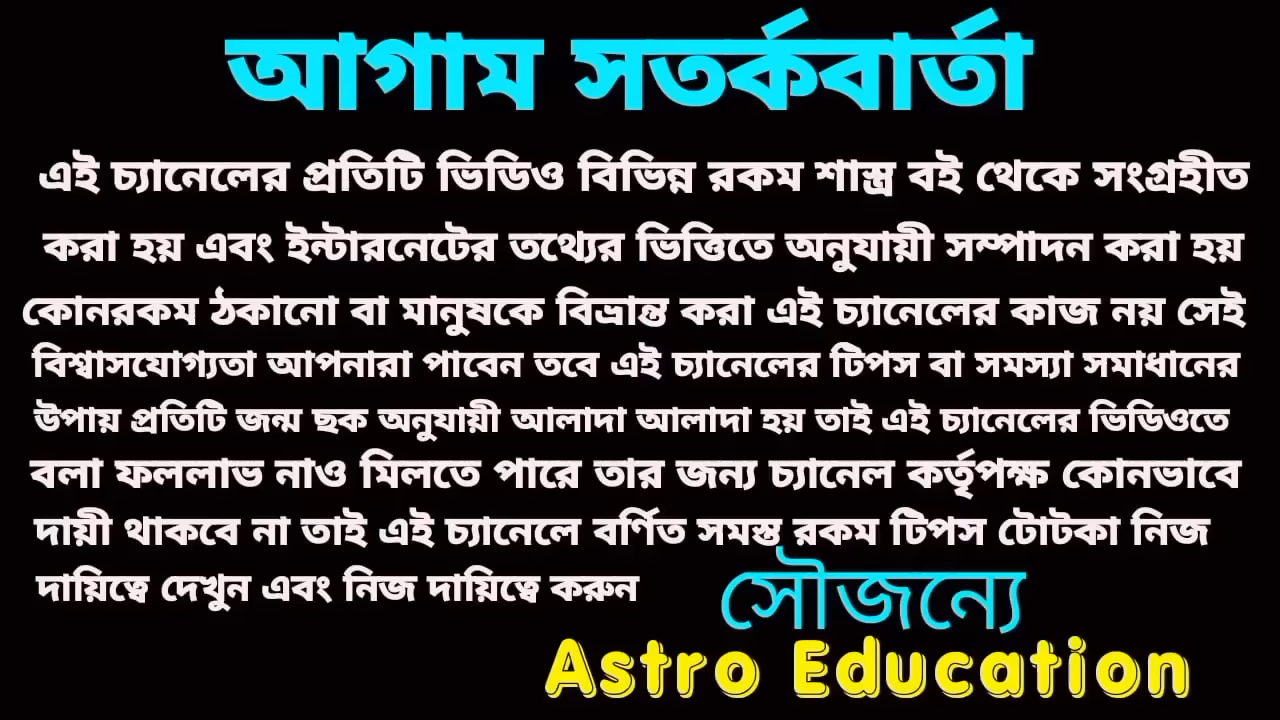 আগাম সতর্কবার্তা
এই চ্যানেলের প্রতিটি ভিডিও বিভিন্ন রকম শাস্ত্র বই থেকে সংগ্রহীত
করা হয় এবং ইন্টারনেটের তথ্যের ভিত্তিতে অনুযায়ী সম্পাদন করা হয়
কোনরকম ঠকানো বা মানুষকে বিভ্রান্ত করা এই চ্যানেলের কাজ নয় সেই
বিশ্বাসযোগ্যতা আপনারা পাবেন তবে এই চ্যানেলের টিপস বা সমস্যা সমাধানের
উপায় প্রতিটি জন্ম ছক অনুযায়ী আলাদা আলাদা হয় তাই এই চ্যানেলের ভিডিওতে
বলা ফললাভ নাও মিলতে পারে তার জন্য চ্যানেল কর্তৃপক্ষ কোনভাবে
দায়ী থাকবে না তাই এই চ্যানেলে বর্ণিত সমস্ত রকম টিপস টোটকা নিজ
দায়িত্বে দেখুন এবং নিজ দায়িত্বে করুন
সৌজন্যে
Astro Education